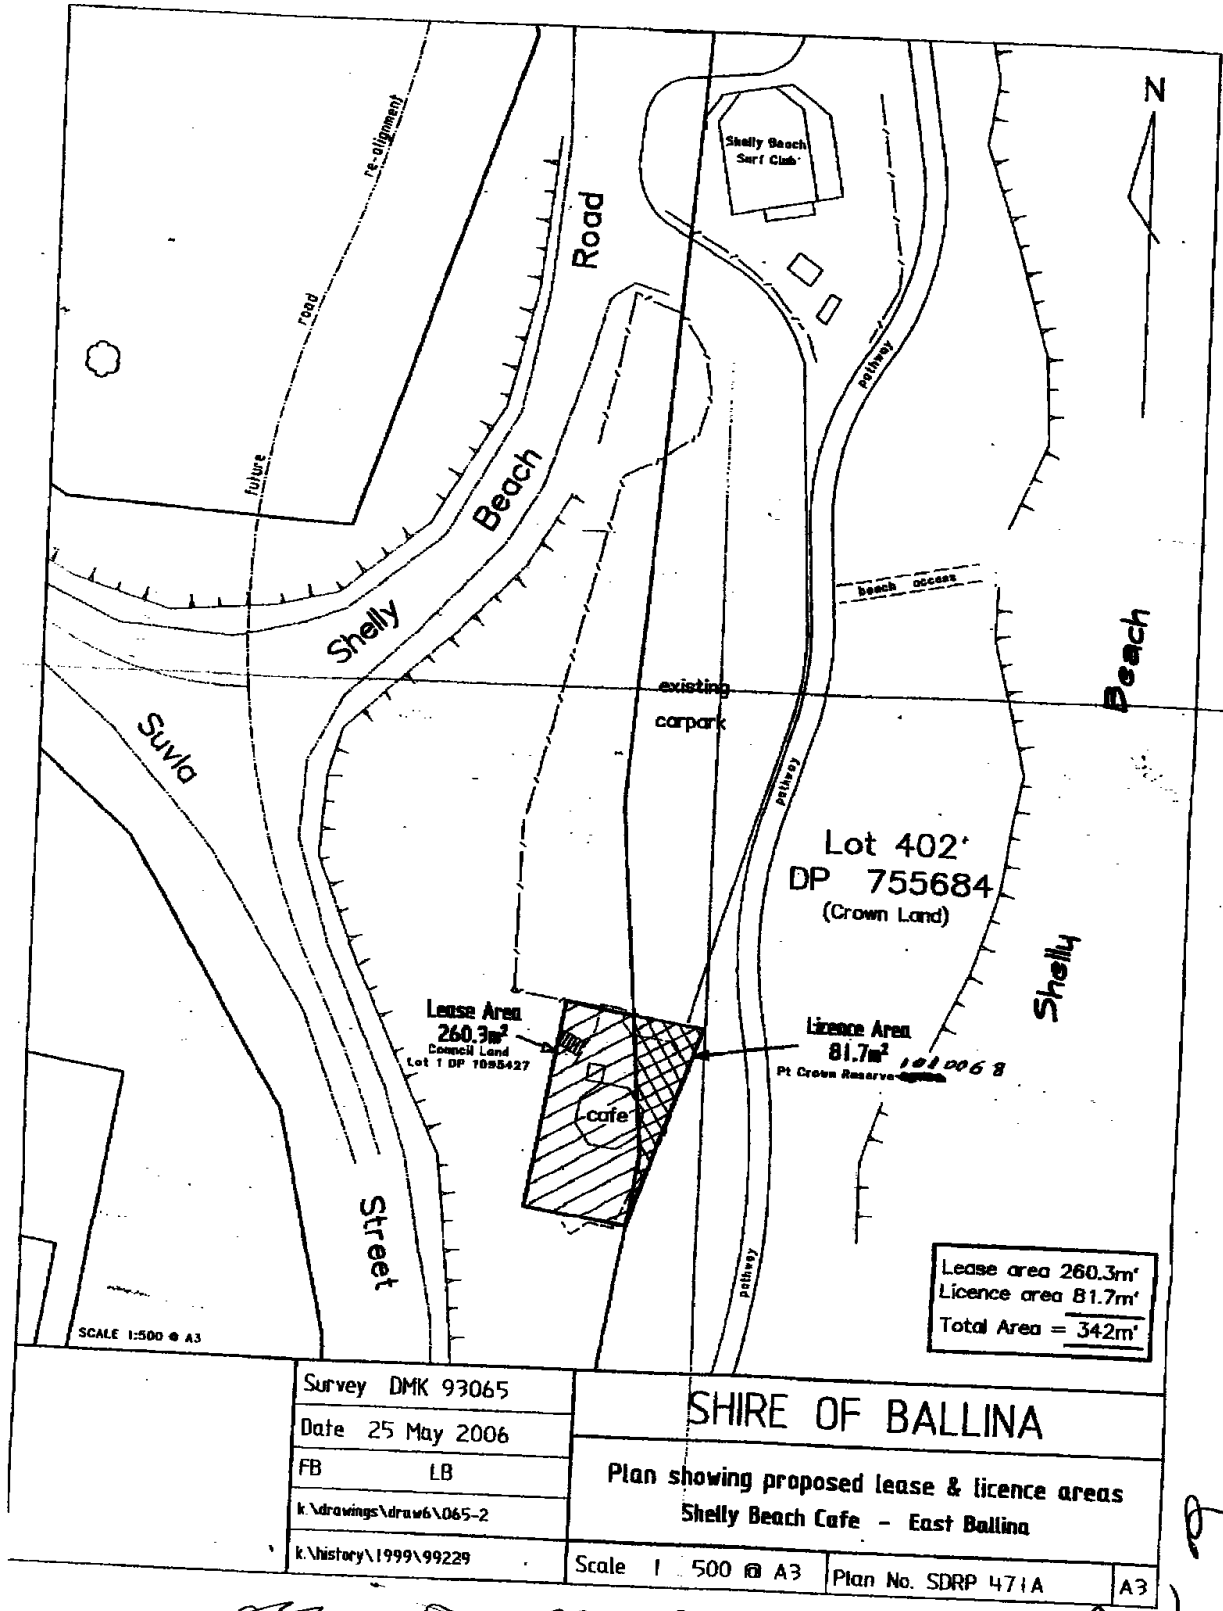 N
re-alignment
road
future
Shelly Beach
Surf Club
Road
Beach
Shelly
pathway
beach access
Beach
Shelly
existing
carpark
pathway
Suvla
Street
Lot 402
DP 755684
(Crown Land)
Lease Area
260.3m²
Council Land
Lot 1 DP 1095427
Licence Area
81.7m²
Pt Crown Reserve
cafe
pathway
Lease area 260.3m²
Licence area 81.7m²
Total Area = 342m²
SCALE 1:500 @ A3
Survey DMK 93065
Date 25 May 2006
FB LB
k:\drawings\draw6\065-2
k:\history\1999\99229
SHIRE OF BALLINA
Plan showing proposed lease & licence areas
Shelly Beach Cafe - East Ballina
Scale 1 : 500 @ A3
Plan No. SDRP 471A
A3